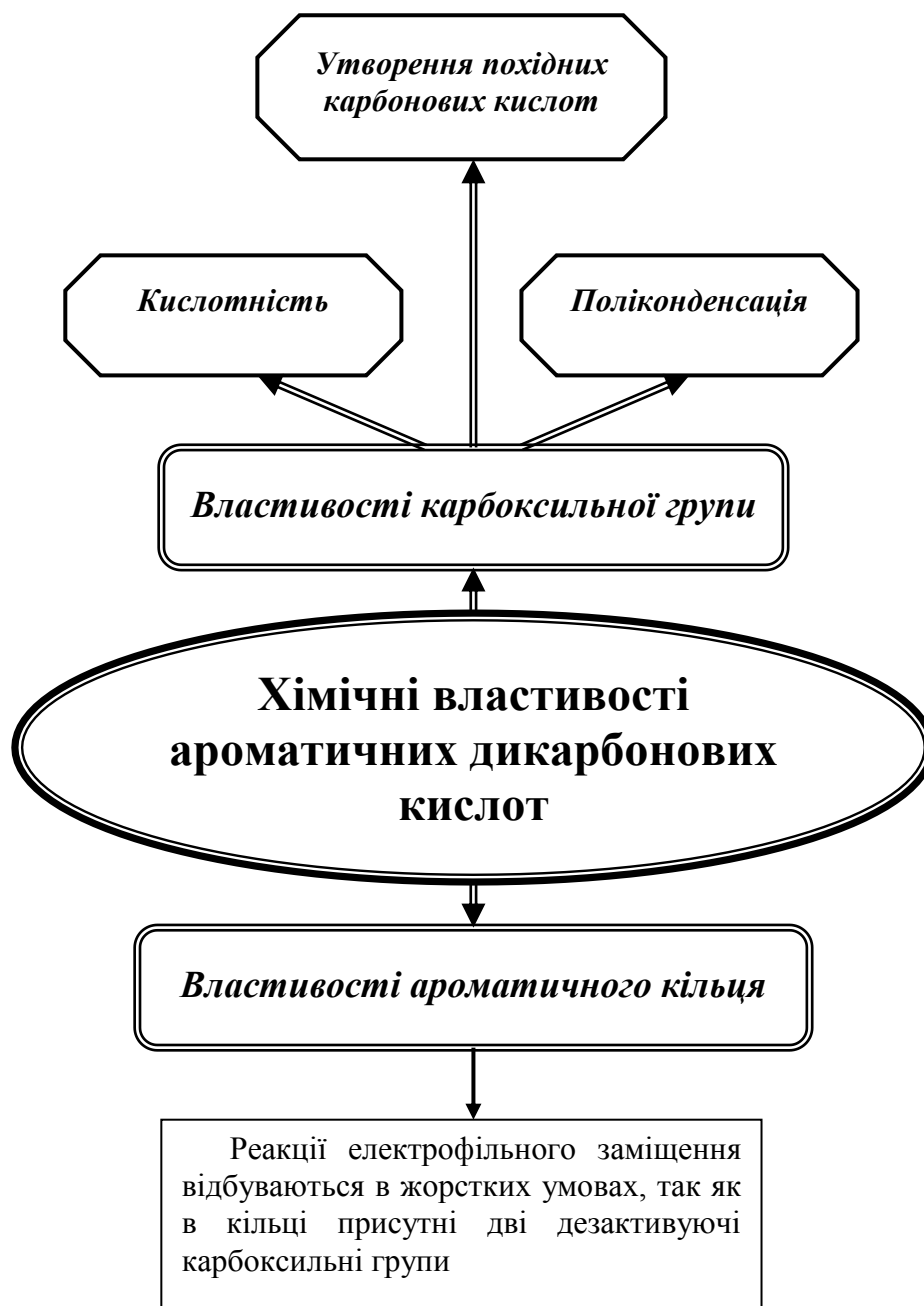 Утворення похідних
карбонових кислот
Кислотність
Поліконденсація
Властивості карбоксильної групи
Хімічні властивості
ароматичних дикарбонових
кислот
Властивості ароматичного кільця
Реакції електрофільного заміщення
відбуваються в жорстких умовах, так як
в кільці присутні дві дезактивуючі
карбоксильні групи